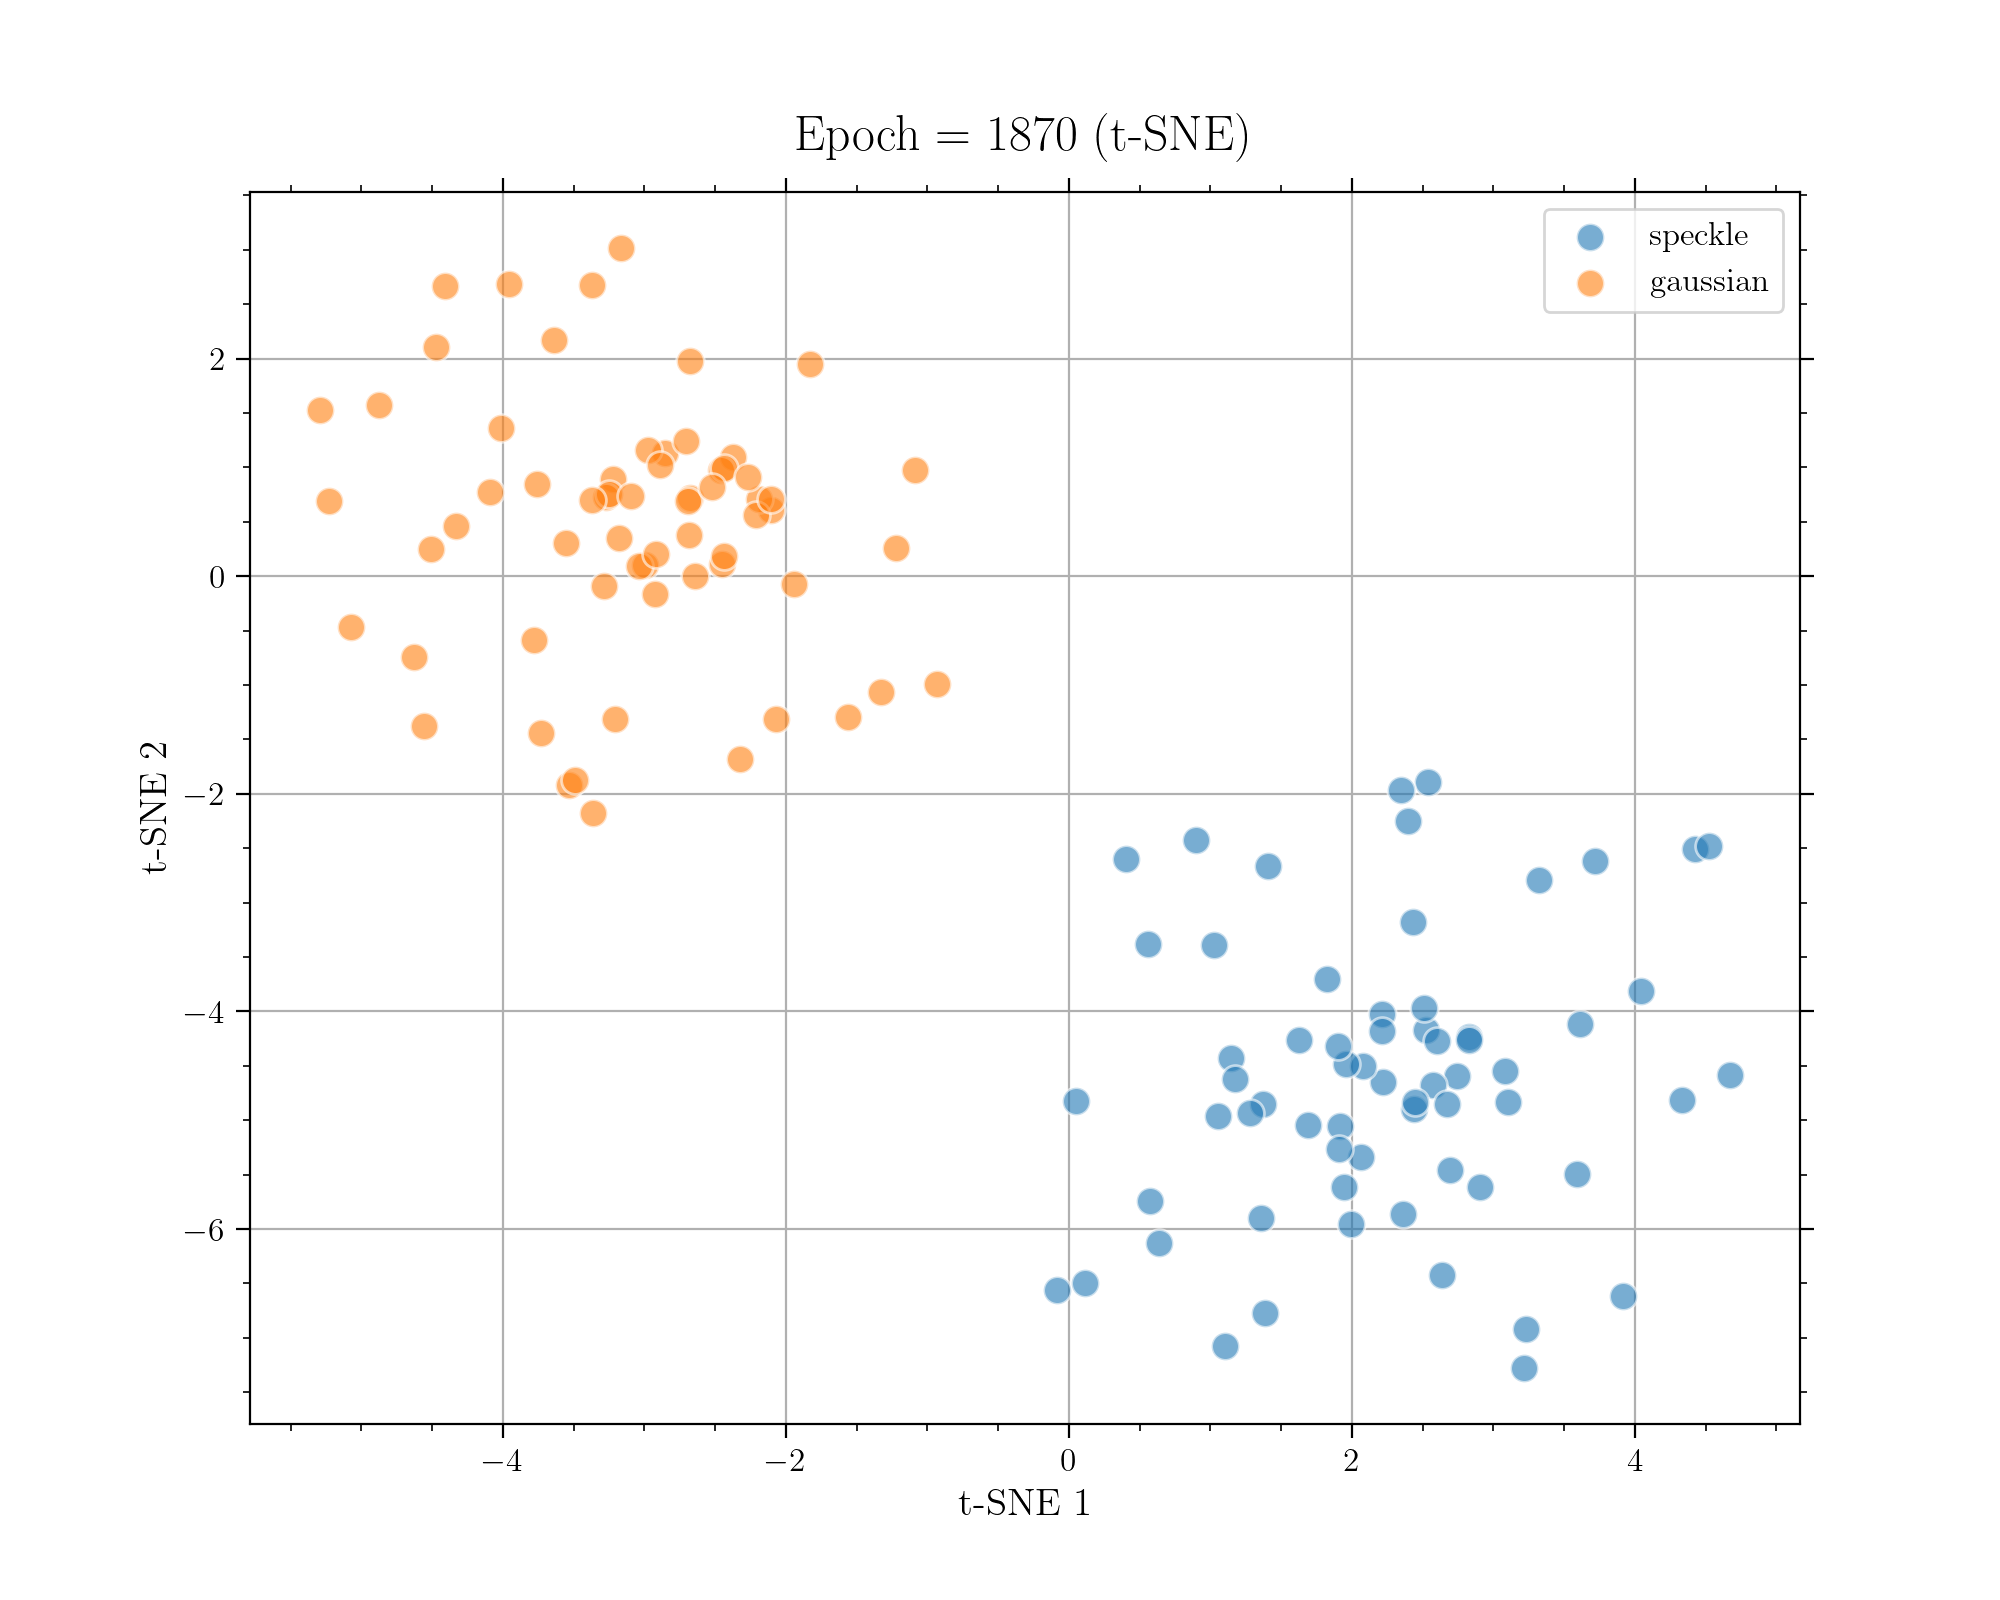 Epoch = 1870 (t-SNE)
speckle
gaussian
2
0
−2
−4
−6
t-SNE 2
−4
−2
0
2
4
t-SNE 1